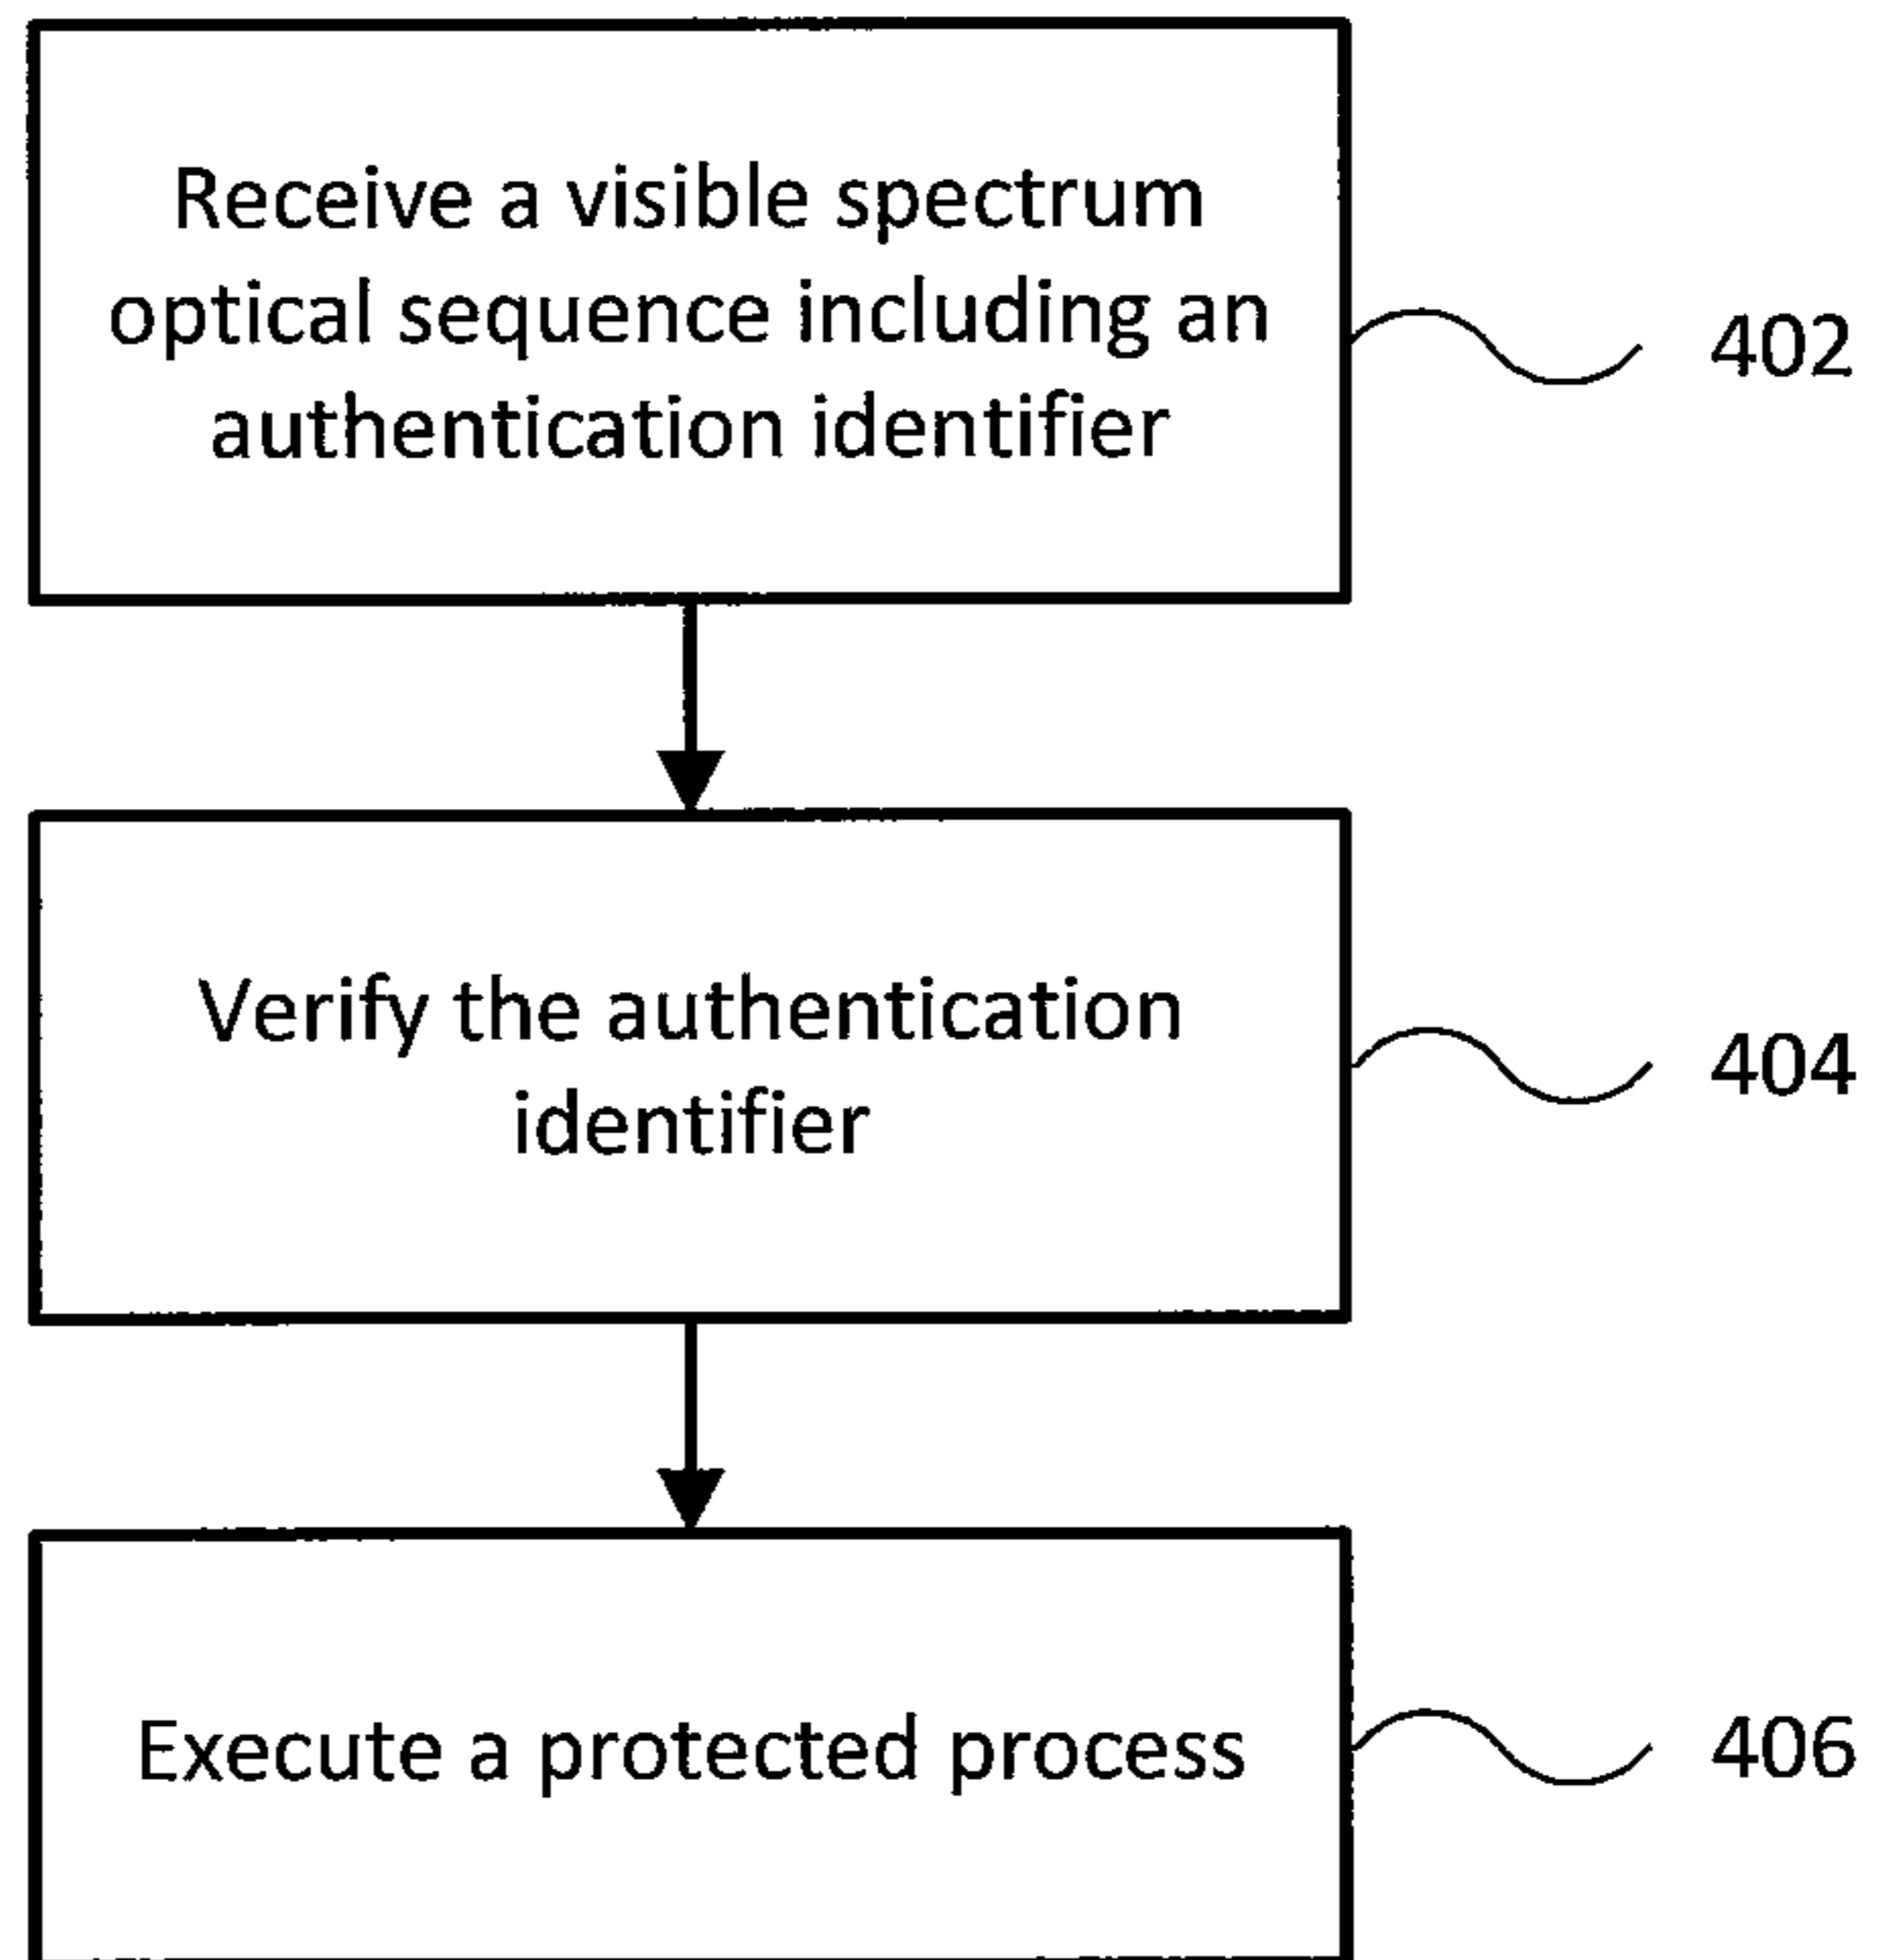 Receive a visible spectrum
optical sequence including an
authentication identifier
402
Verify the authentication
identifier
404
Execute a protected process
406